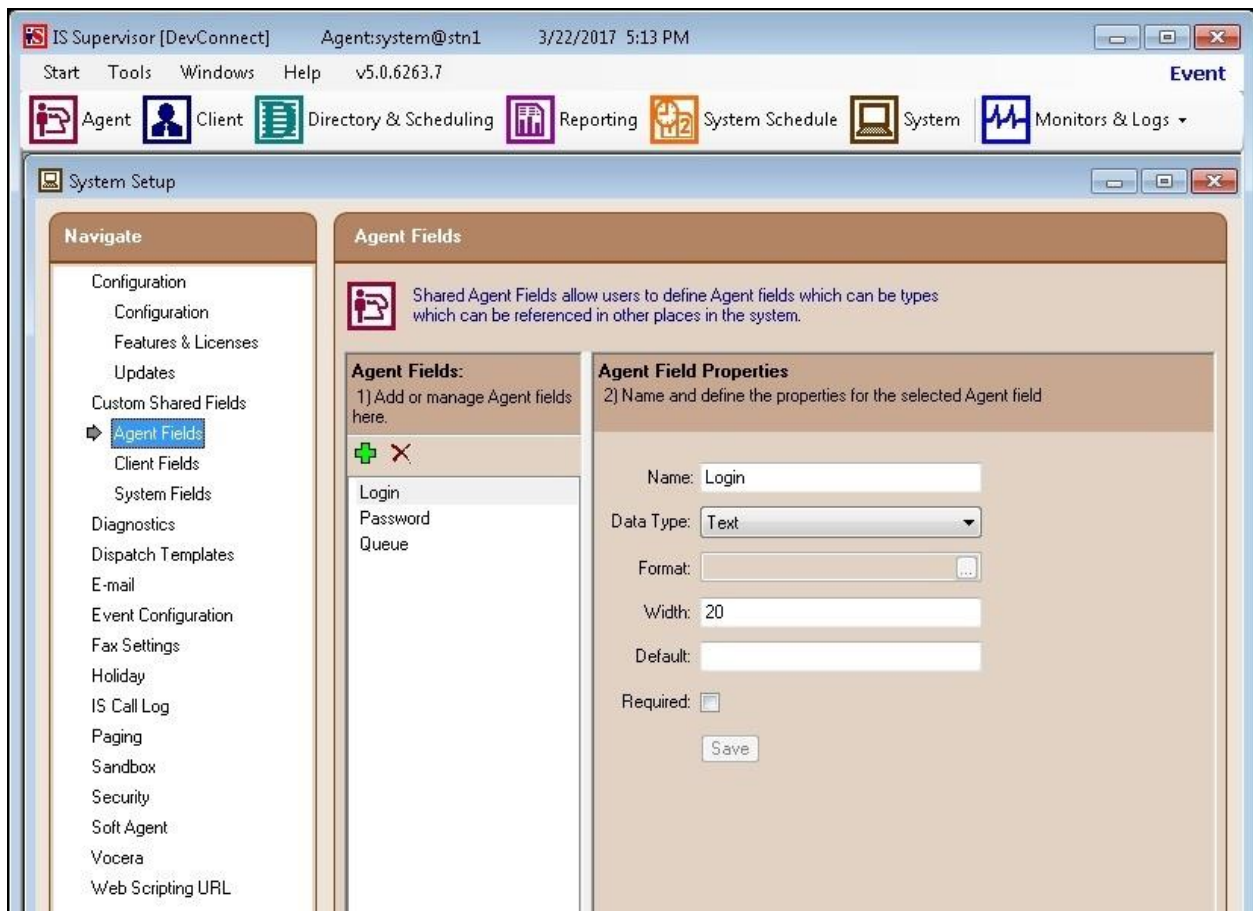 IS Supervisor [DevConnect] Agent:system@stn1 3/22/2017 5:13 PM
Start Tools Windows Help v5.0.6263.7 Event
Agent Client Directory & Scheduling Reporting System Schedule System Monitors & Logs
System Setup
Navigate
Configuration
Configuration
Features & Licenses
Updates
Custom Shared Fields
Agent Fields
Client Fields
System Fields
Diagnostics
Dispatch Templates
E-mail
Event Configuration
Fax Settings
Holiday
IS Call Log
Paging
Sandbox
Security
Soft Agent
Vocera
Web Scripting URL
Agent Fields
Shared Agent Fields allow users to define Agent fields which can be types
which can be referenced in other places in the system.
Agent Fields:
1) Add or manage Agent fields
here.
Login
Password
Queue
Agent Field Properties
2) Name and define the properties for the selected Agent field
Name: Login
Data Type: Text
Format: ...
Width: 20
Default:
Required:
Save